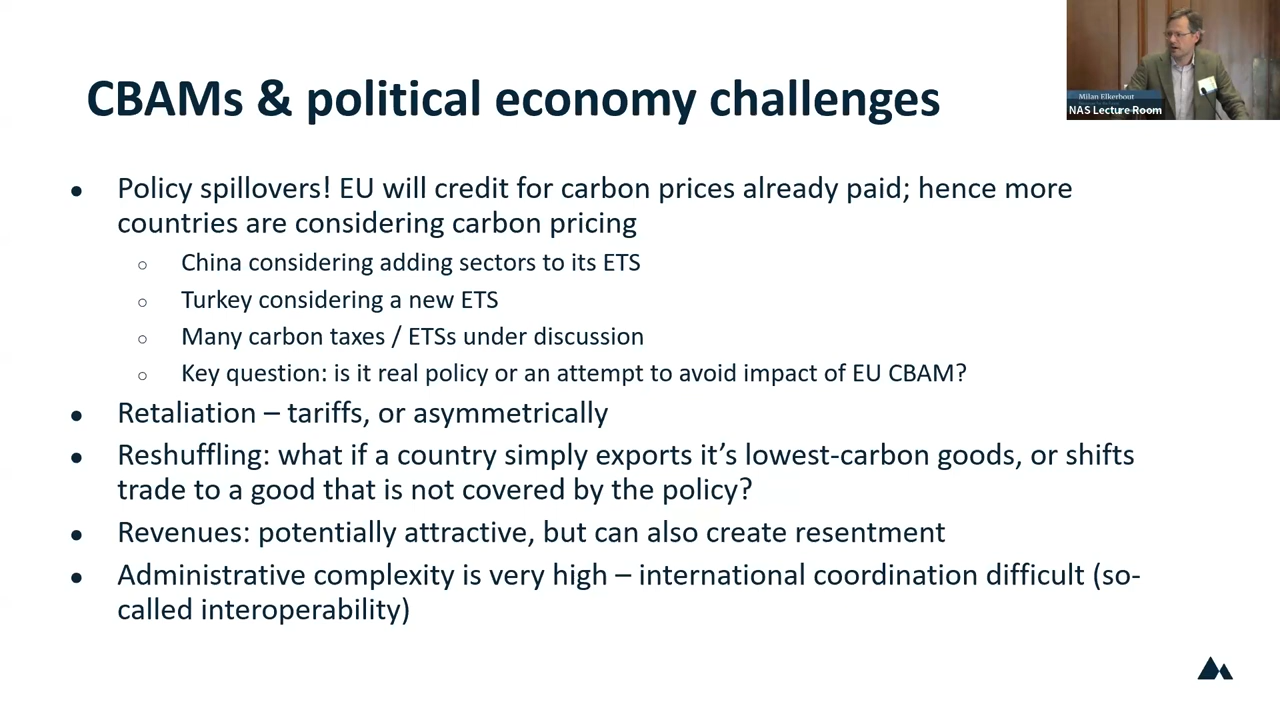 CBAMs & political economy challenges
Milan Elkerhout
NAS Lecture Room
● Policy spillovers! EU will credit for carbon prices already paid; hence more
countries are considering carbon pricing
○ China considering adding sectors to its ETS
○ Turkey considering a new ETS
○ Many carbon taxes / ETSs under discussion
○ Key question: is it real policy or an attempt to avoid impact of EU CBAM?
● Retaliation – tariffs, or asymmetrically
● Reshuffling: what if a country simply exports it’s lowest-carbon goods, or shifts
trade to a good that is not covered by the policy?
● Revenues: potentially attractive, but can also create resentment
● Administrative complexity is very high – international coordination difficult (so-
called interoperability)